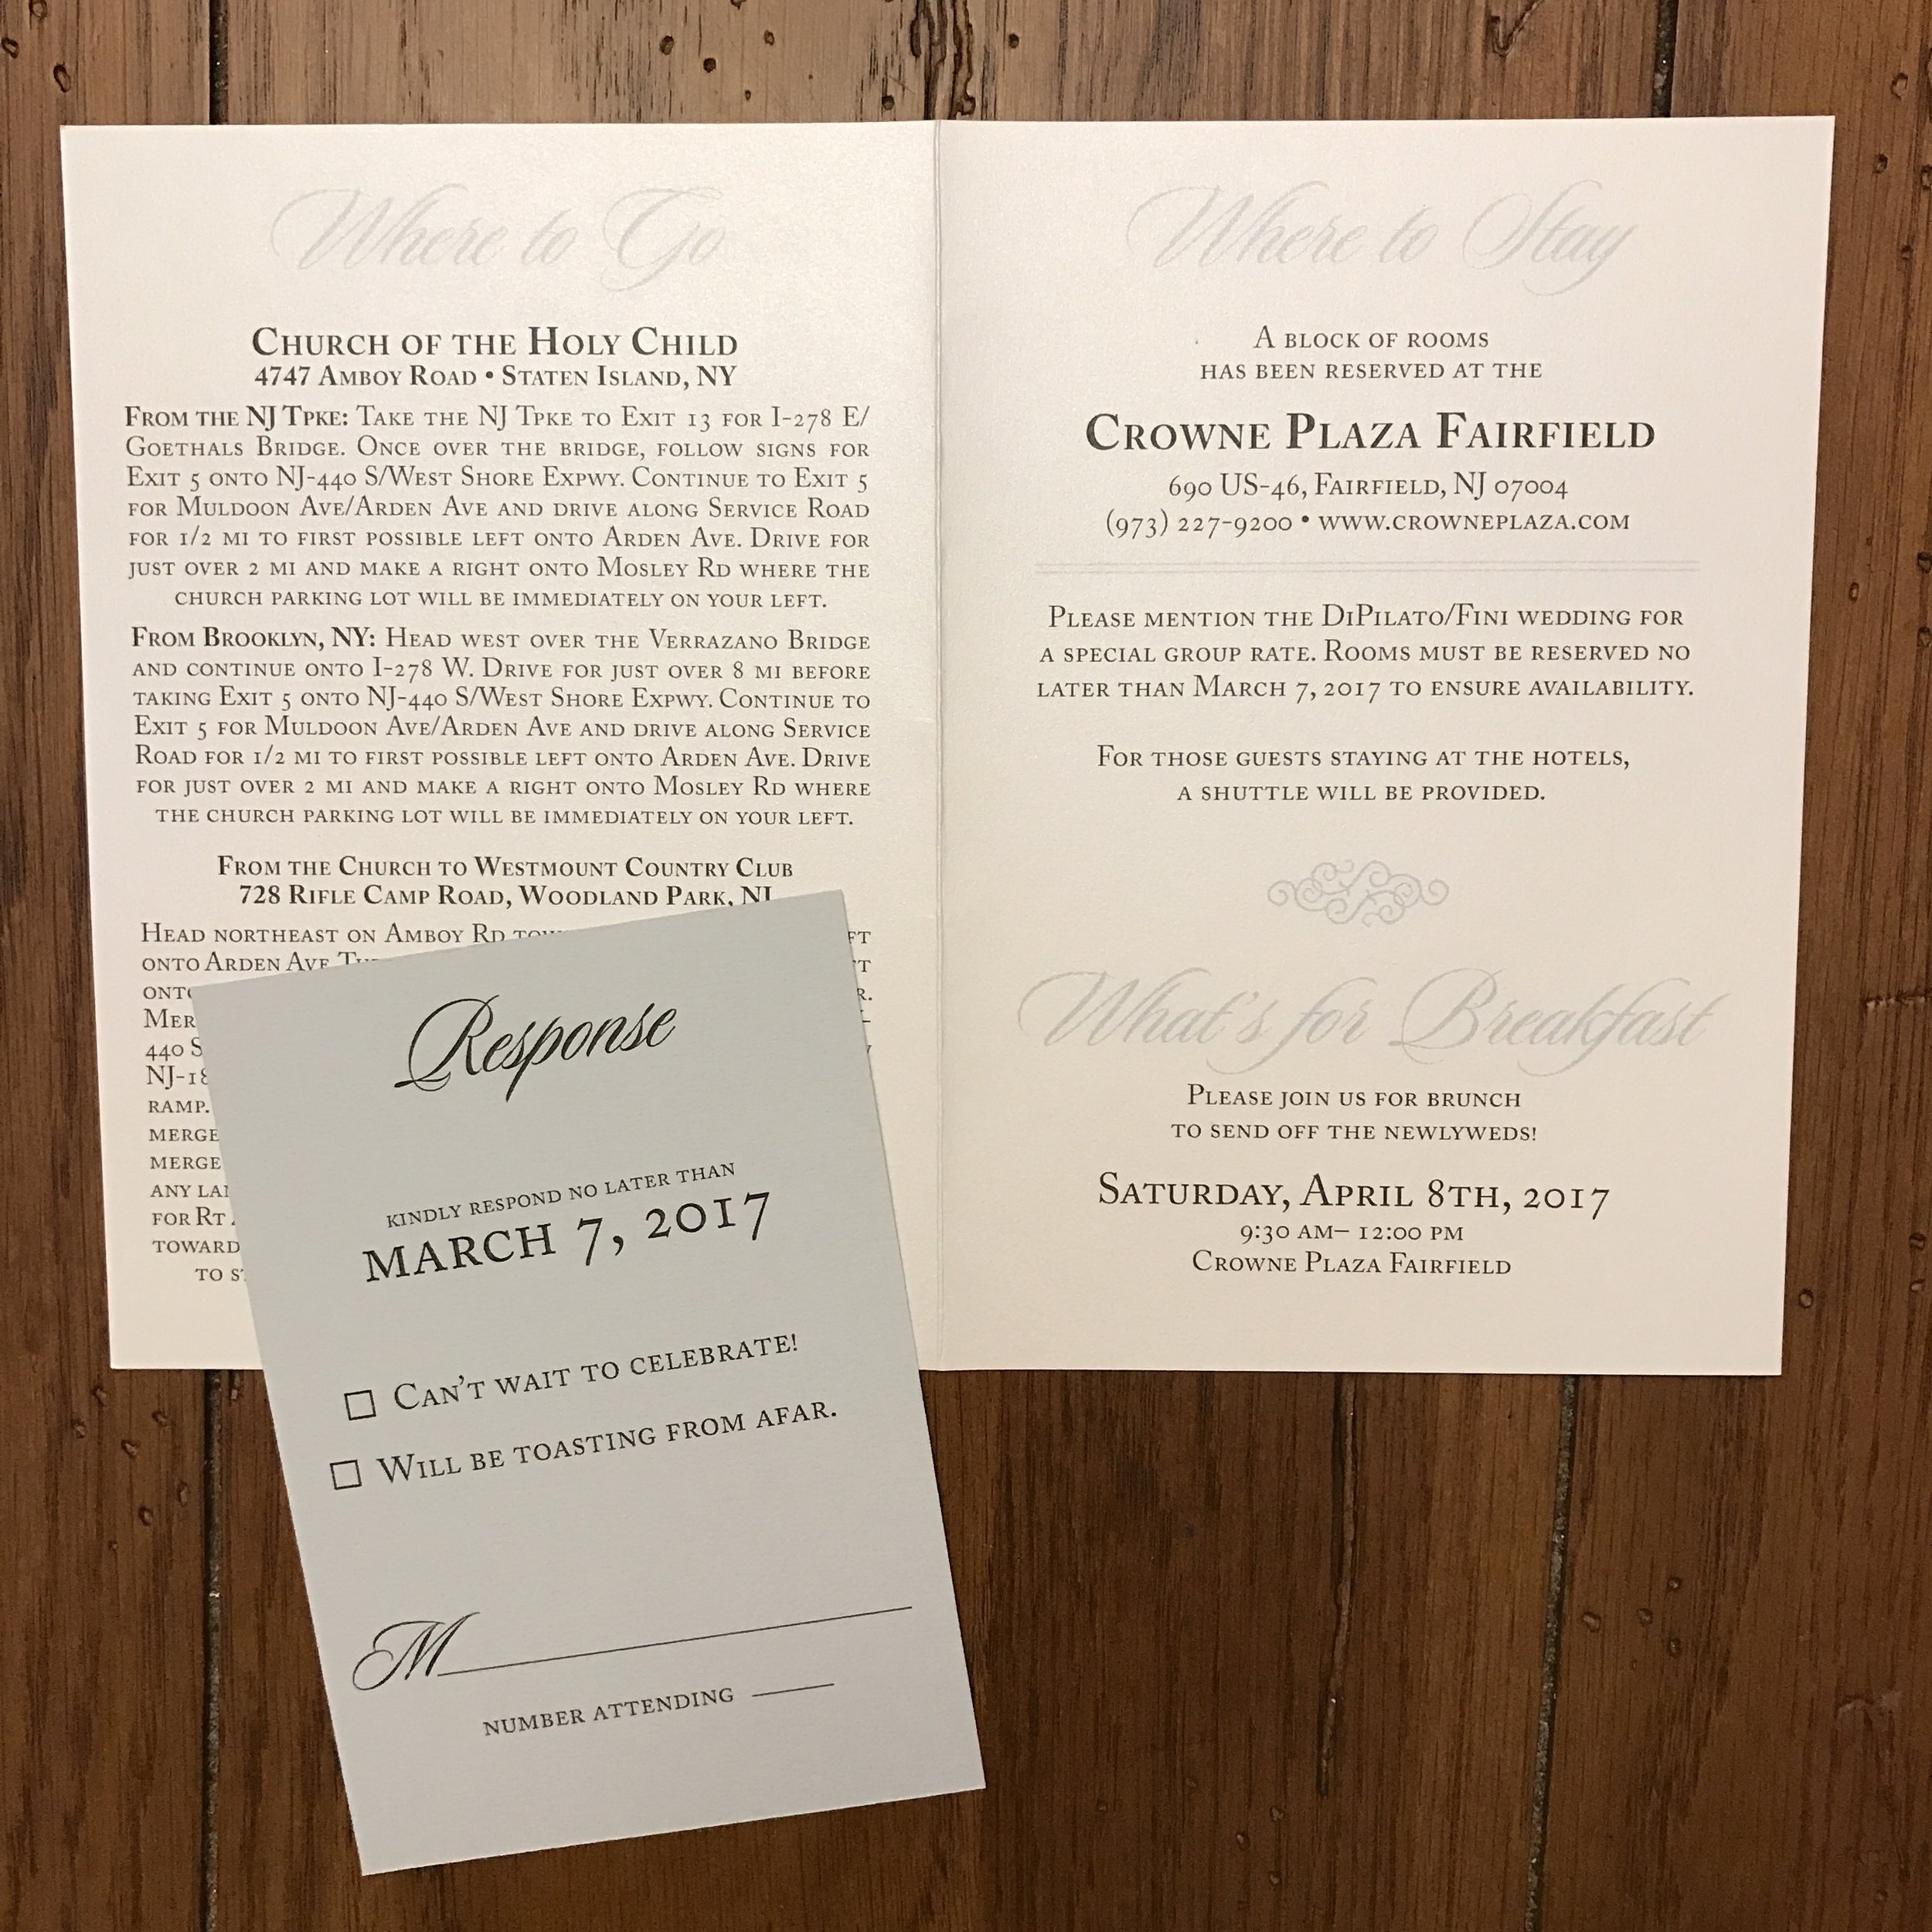 Where to Go
Church of the Holy Child
4747 Amboy Road • Staten Island, NY
From the NJ Tpke: Take the NJ Tpke to Exit 13 for I-278 E/
Goethals Bridge. Once over the bridge, follow signs for
Exit 5 onto NJ-440 S/West Shore Expwy. Continue to Exit 5
for Muldoon Ave/Arden Ave and drive along Service Road
for 1/2 mi to first possible left onto Arden Ave. Drive for
just over 2 mi and make a right onto Mosley Rd where the
church parking lot will be immediately on your left.
From Brooklyn, NY: Head west over the Verrazano Bridge
and continue onto I-278 W. Drive for just over 8 mi before
taking Exit 5 onto NJ-440 S/West Shore Expwy. Continue to
Exit 5 for Muldoon Ave/Arden Ave and drive along Service
Road for 1/2 mi to first possible left onto Arden Ave. Drive
for just over 2 mi and make a right onto Mosley Rd where
the church parking lot will be immediately on your left.
From the Church to Westmount Country Club
728 Rifle Camp Road, Woodland Park, NJ
Head northeast on Amboy Rd
onto Arden Ave
440 S
ramp.
merge
merge
for Rt
toward
Response
kindly respond no later than
March 7, 2017
Can't wait to celebrate!
Will be toasting from afar.
M
number attending
Where to Stay
A block of rooms
has been reserved at the
Crowne Plaza Fairfield
690 US-46, Fairfield, NJ 07004
(973) 227-9200 • www.crowneplaza.com
Please mention the DiPilato/Fini wedding for
a special group rate. Rooms must be reserved no
later than March 7, 2017 to ensure availability.
For those guests staying at the hotels,
a shuttle will be provided.
What's for Breakfast
Please join us for brunch
to send off the newlyweds!
Saturday, April 8th, 2017
9:30 am– 12:00 pm
Crowne Plaza Fairfield